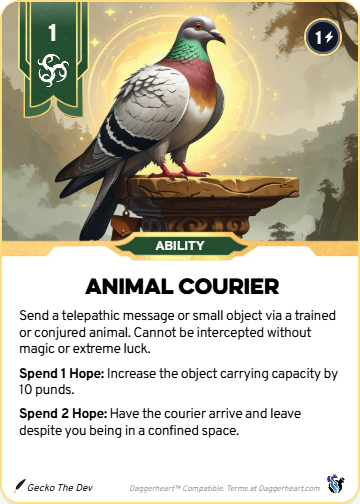 1
1
ABILITY
ANIMAL COURIER
Send a telepathic message or small object via a trained
or conjured animal. Cannot be intercepted without
magic or extreme luck.
Spend 1 Hope: Increase the object carrying capacity by
10 punds.
Spend 2 Hope: Have the courier arrive and leave
despite you being in a confined space.
Gecko The Dev
Daggerheart™ Compatible. Terms at Daggerheart.com